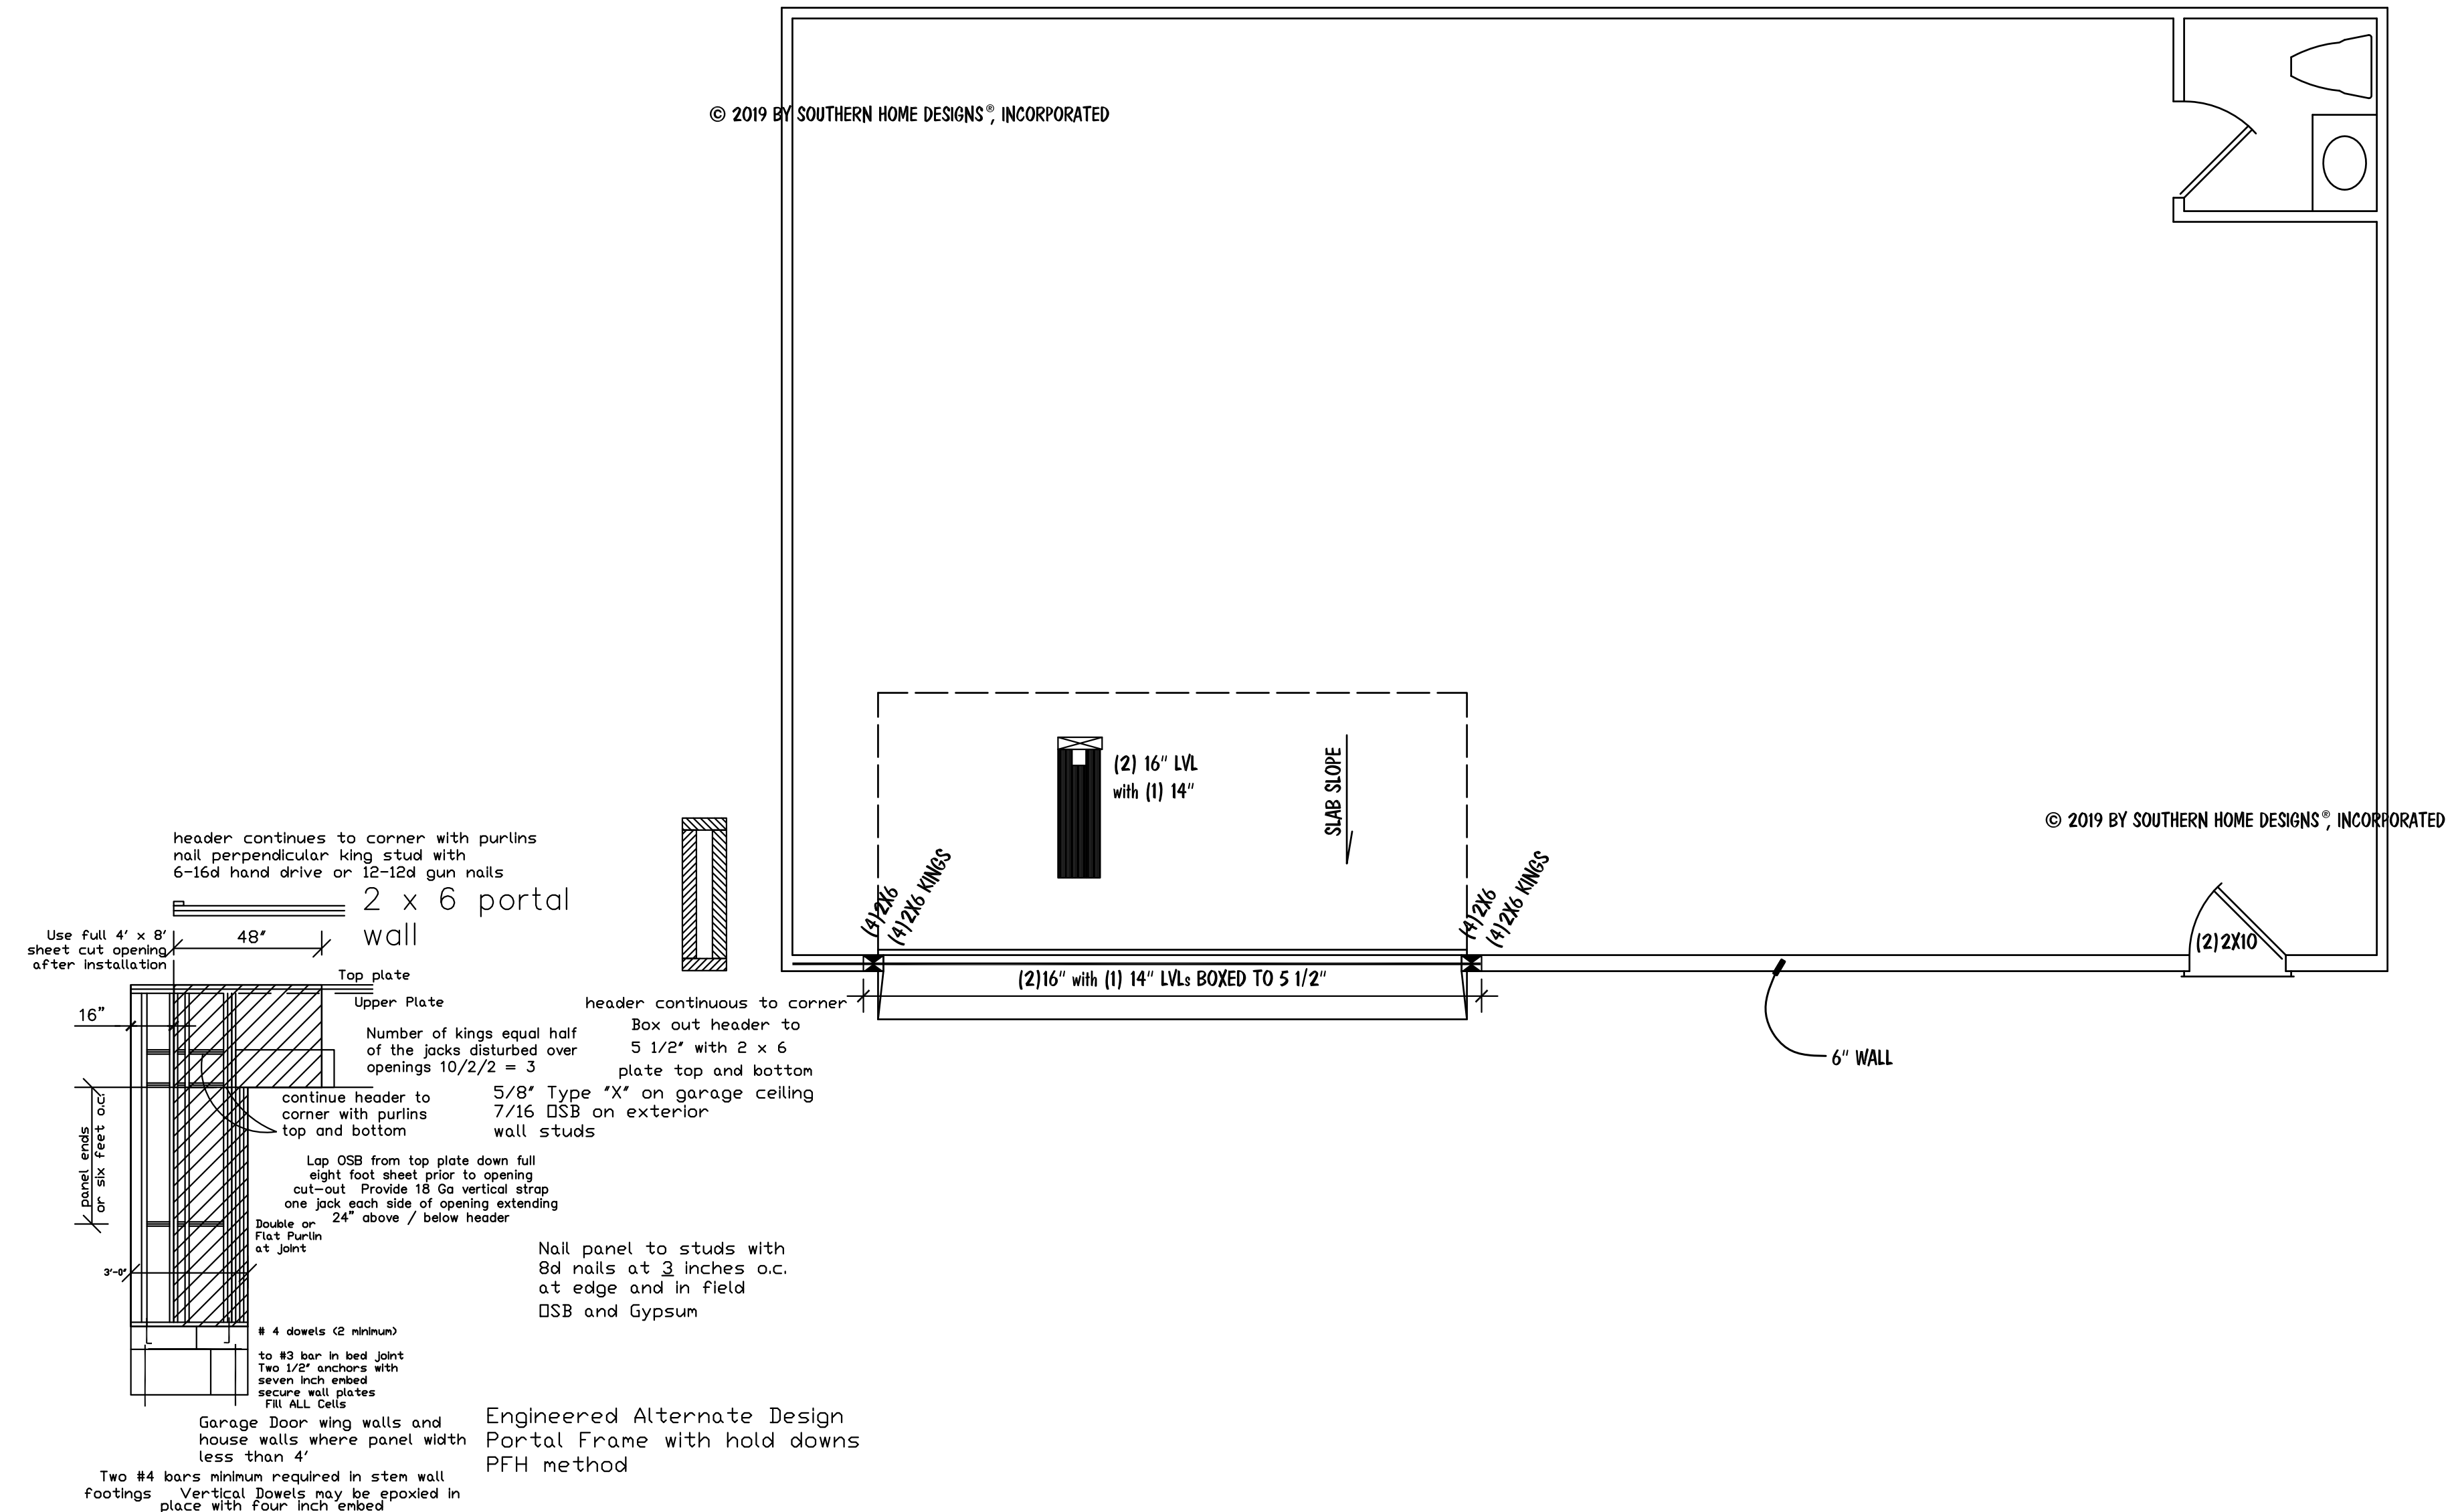 © 2019 BY SOUTHERN HOME DESIGNS®, INCORPORATED
(2) 16" LVL
with (1) 14"
SLAB SLOPE
© 2019 BY SOUTHERN HOME DESIGNS®, INCORPORATED
(4)2X6
(4)2X6 KINGS
(4)2X6
(4)2X6 KINGS
(2)2X10
(2)16" with (1) 14" LVLs BOXED TO 5 1/2"
6" WALL
header continues to corner with purlins
nail perpendicular king stud with
6-16d hand drive or 12-12d gun nails
2 x 6 portal
wall
Use full 4' x 8'
sheet cut opening
after installation
48"
Top plate
Upper Plate
16"
header continuous to corner
Box out header to
5 1/2" with 2 x 6
plate top and bottom
Number of kings equal half
of the jacks disturbed over
openings 10/2/2 = 3
5/8" Type "X" on garage ceiling
7/16 OSB on exterior
wall studs
continue header to
corner with purlins
top and bottom
panel ends
or six feet o.c.
Lap OSB from top plate down full
eight foot sheet prior to opening
cut-out Provide 18 Ga vertical strap
one jack each side of opening extending
24" above / below header
Double or
Flat Purlin
at joint
3'-0"
Nail panel to studs with
8d nails at 3 inches o.c.
at edge and in field
OSB and Gypsum
# 4 dowels (2 minimum)
to #3 bar in bed joint
Two 1/2" anchors with
seven inch embed
secure wall plates
Fill ALL Cells
Garage Door wing walls and
house walls where panel width
less than 4'
Engineered Alternate Design
Portal Frame with hold downs
PFH method
Two #4 bars minimum required in stem wall
footings Vertical Dowels may be epoxied in
place with four inch embed